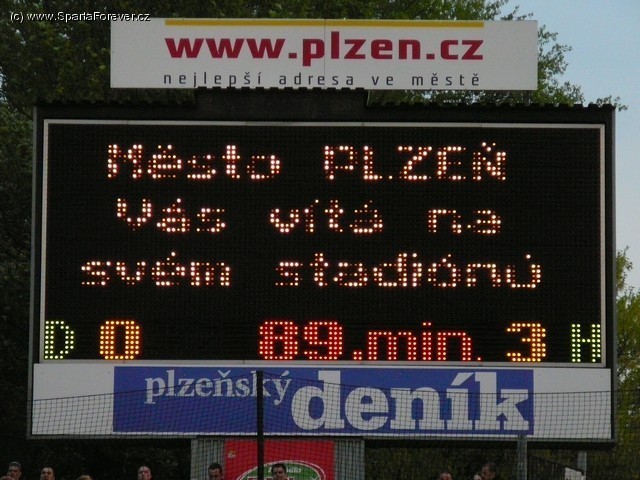 (c) www.SpartaForever.cz
www.plzen.cz
nejlepší adresa ve městě
Město PLZEŇ
Vás vítá na
svém stadiónu
D 0 89.min. 3 H
plzeňský deník